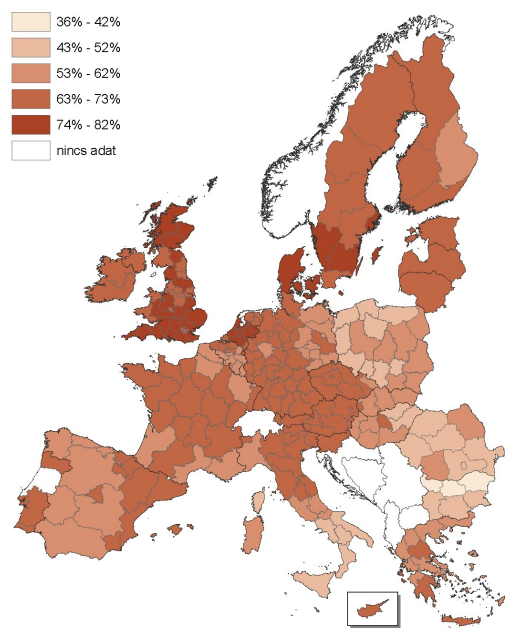 36% - 42%
43% - 52%
53% - 62%
63% - 73%
74% - 82%
nincs adat